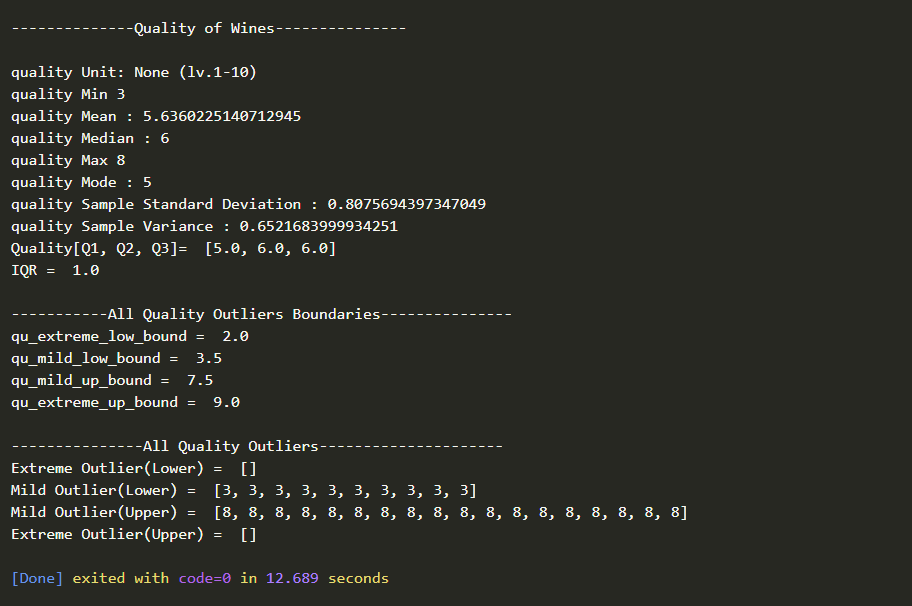 --------------Quality of Wines---------------
quality Unit: None (lv.1-10)
quality Min 3
quality Mean : 5.6360225140712945
quality Median : 6
quality Max 8
quality Mode : 5
quality Sample Standard Deviation : 0.8075694397347049
quality Sample Variance : 0.6521683999934251
Quality[Q1, Q2, Q3]=  [5.0, 6.0, 6.0]
IQR =  1.0
-----------All Quality Outliers Boundaries---------------
qu_extreme_low_bound =  2.0
qu_mild_low_bound =  3.5
qu_mild_up_bound =  7.5
qu_extreme_up_bound =  9.0
---------------All Quality Outliers---------------------
Extreme Outlier(Lower) =  []
Mild Outlier(Lower) =  [3, 3, 3, 3, 3, 3, 3, 3, 3, 3]
Mild Outlier(Upper) =  [8, 8, 8, 8, 8, 8, 8, 8, 8, 8, 8, 8, 8, 8, 8, 8, 8, 8]
Extreme Outlier(Upper) =  []
[Done] exited with code=0 in 12.689 seconds